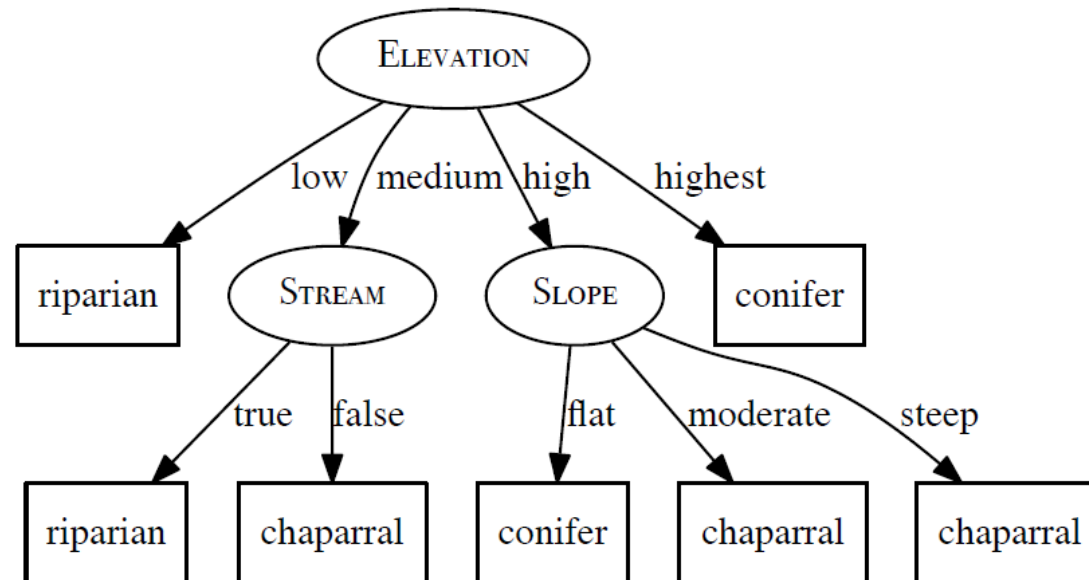 ELEVATION
low medium high highest
riparian STREAM SLOPE conifer
true false flat moderate steep
riparian chaparral conifer chaparral chaparral